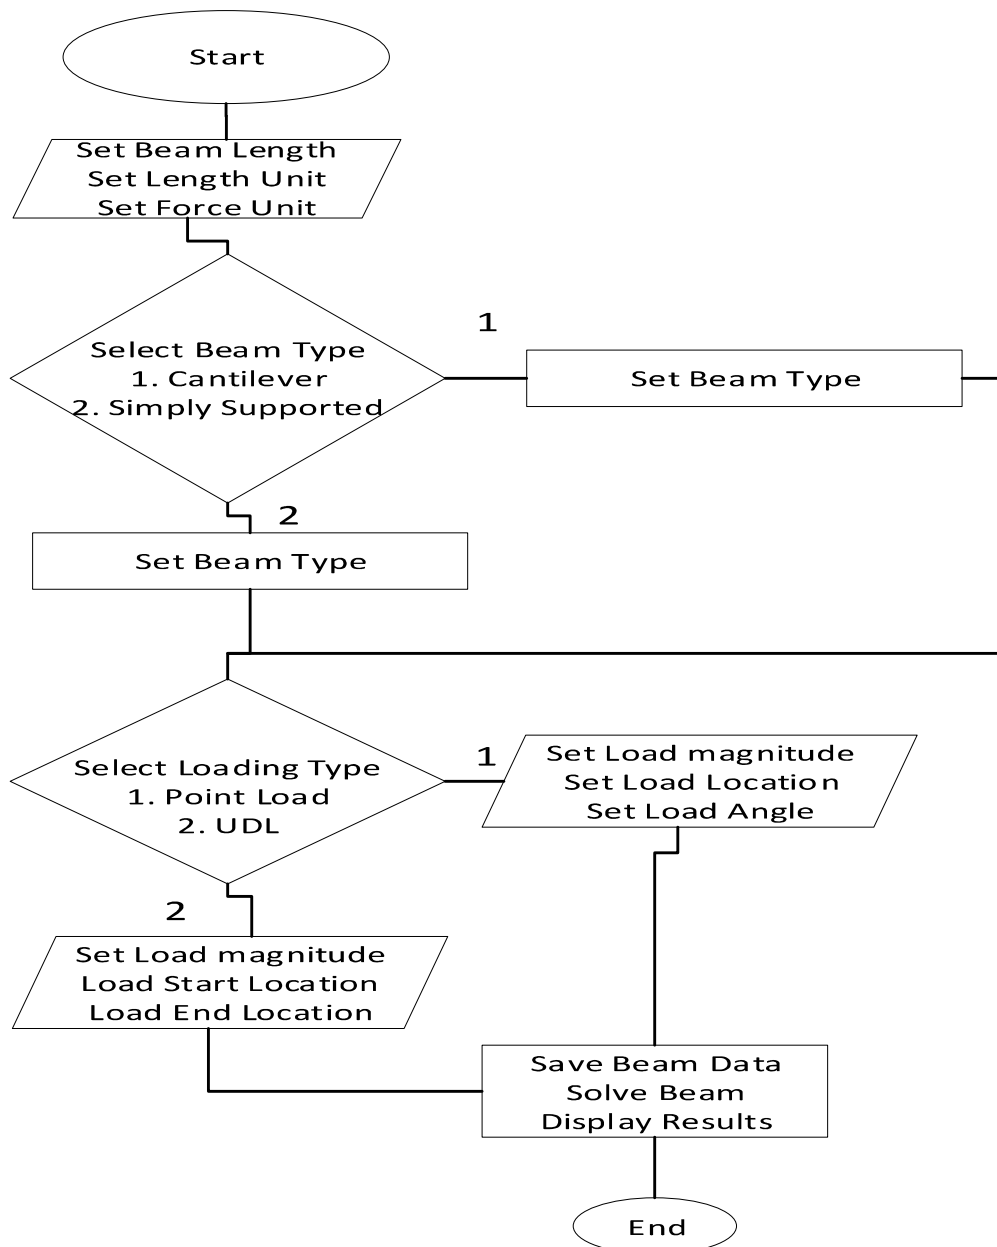 Start
Set Beam Length
Set Length Unit
Set Force Unit
Select Beam Type
1. Cantilever
2. Simply Supported
1
Set Beam Type
2
Set Beam Type
Select Loading Type
1. Point Load
2. UDL
1
Set Load magnitude
Set Load Location
Set Load Angle
2
Set Load magnitude
Load Start Location
Load End Location
Save Beam Data
Solve Beam
Display Results
End